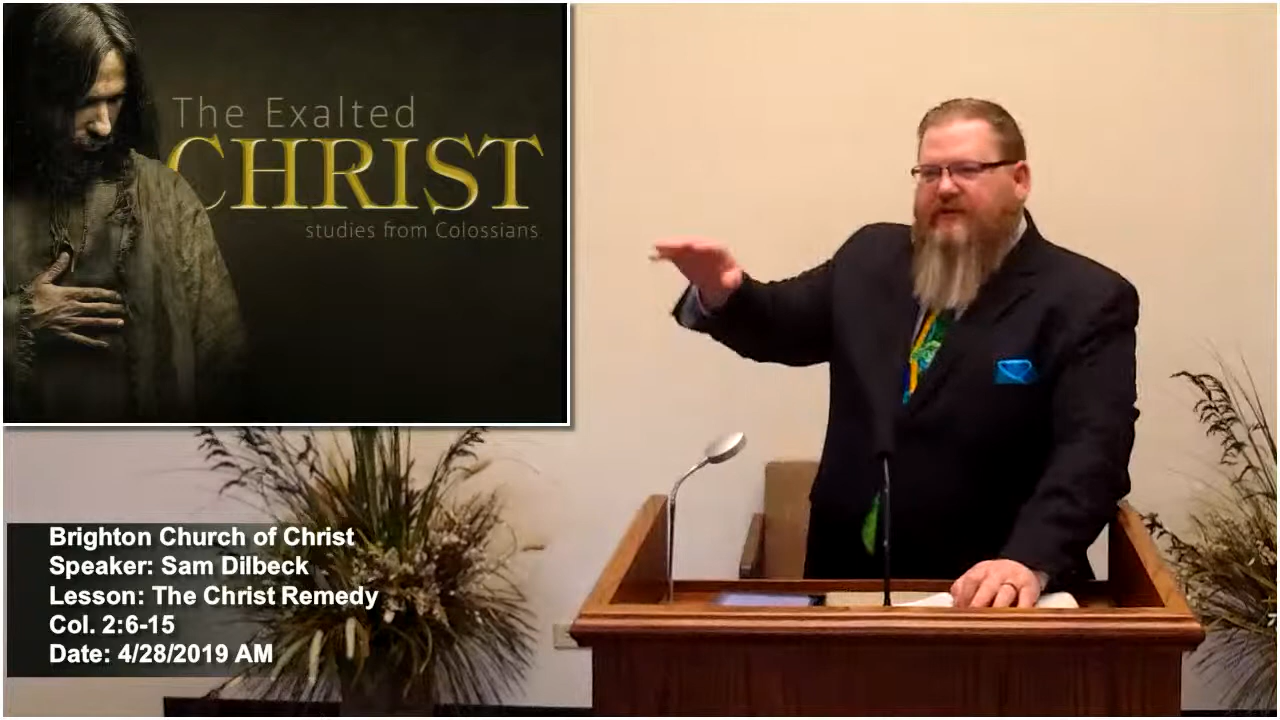 The Exalted
CHRIST
studies from Colossians
Brighton Church of Christ
Speaker: Sam Dilbeck
Lesson: The Christ Remedy
Col. 2:6-15
Date: 4/28/2019 AM